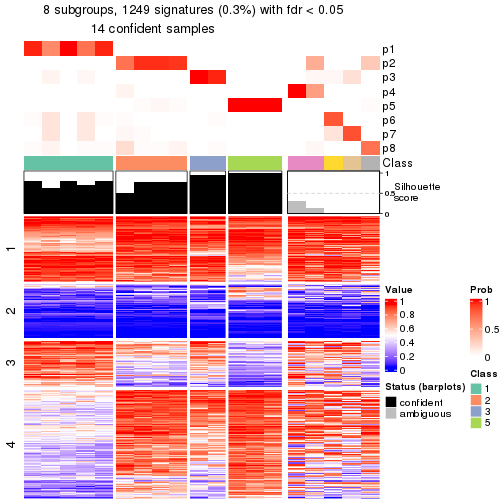 8 subgroups, 1249 signatures (0.3%) with fdr < 0.05
14 confident samples
p1
p2
p3
p4
p5
p6
p7
p8
Class
1
0.5
0
Silhouette
score
1
2
3
4
Value
1
0.8
0.6
0.4
0.2
0
Status (barplots)
confident
ambiguous
Prob
1
0.5
0
Class
1
2
3
5